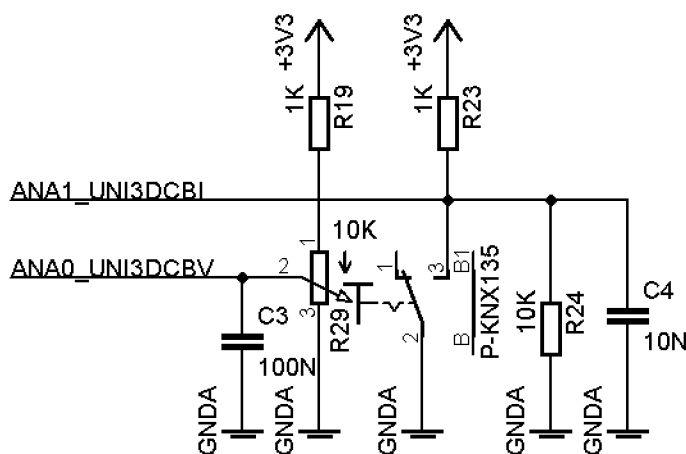 +3V3
+3V3
1K
R19
1K
R23
ANA1_UNI3DCBI
ANA0_UNI3DCBV
1
2
3
10K
R29
1
2
3
B1
B
P-KNX135
10K
R24
C4
10N
C3
100N
GNDA
GNDA
GNDA
GNDA
GNDA